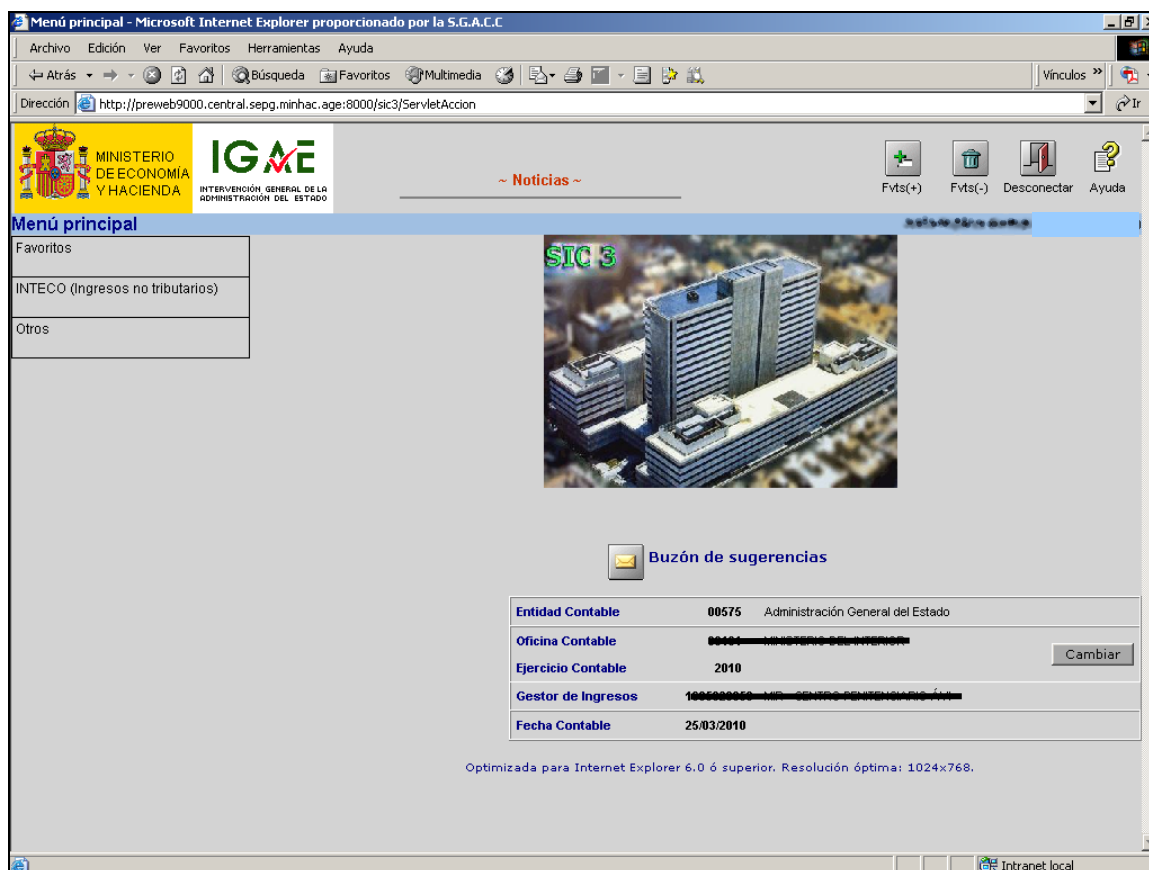 Menú principal - Microsoft Internet Explorer proporcionado por la S.G.A.C.C
Archivo Edición Ver Favoritos Herramientas Ayuda
Atrás Búsqueda Favoritos Multimedia Vínculos »
Dirección http://preweb9000.central.sepg.minhac.age:8000/sic3/ServletAccion Ir
MINISTERIO
DE ECONOMÍA
Y HACIENDA
IGAE
INTERVENCIÓN GENERAL DE LA
ADMINISTRACIÓN DEL ESTADO
~ Noticias ~
Fvts(+) Fvts(-) Desconectar Ayuda
Menú principal
Favoritos
INTECO (Ingresos no tributarios)
Otros
SIC 3
Buzón de sugerencias
Entidad Contable 00575 Administración General del Estado
Oficina Contable MINISTERIO DEL INTERIOR
Cambiar
Ejercicio Contable 2010
Gestor de Ingresos
Fecha Contable 25/03/2010
Optimizada para Internet Explorer 6.0 ó superior. Resolución óptima: 1024x768.
Intranet local